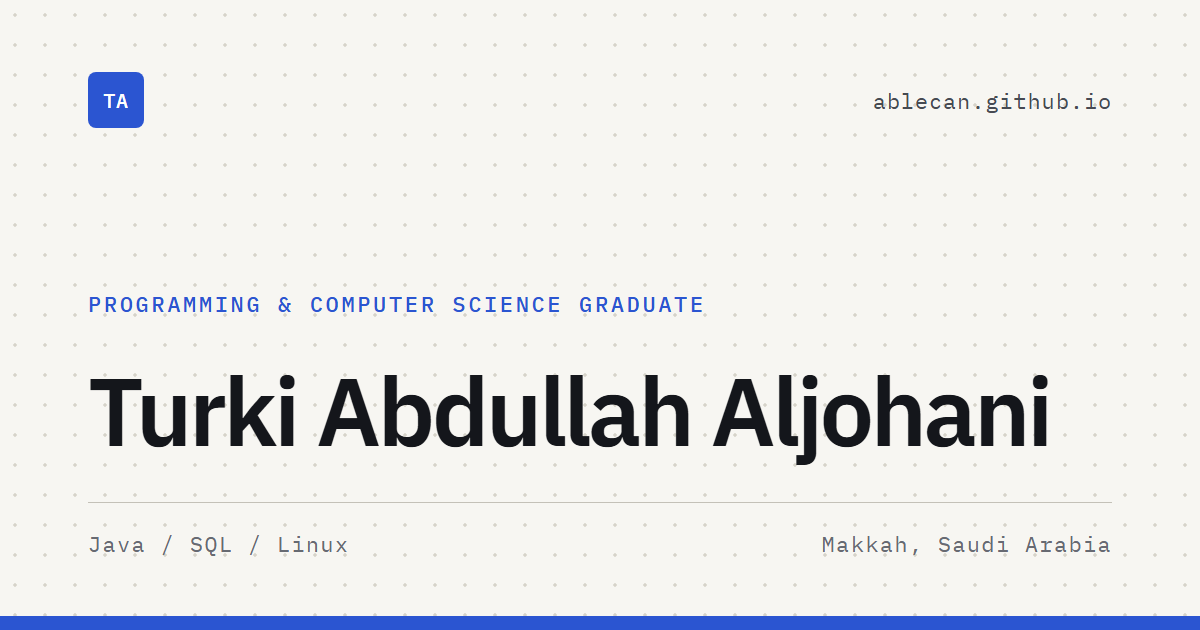 TA
ablecan.github.io
PROGRAMMING & COMPUTER SCIENCE GRADUATE
Turki Abdullah Aljohani
Java / SQL / Linux
Makkah, Saudi Arabia